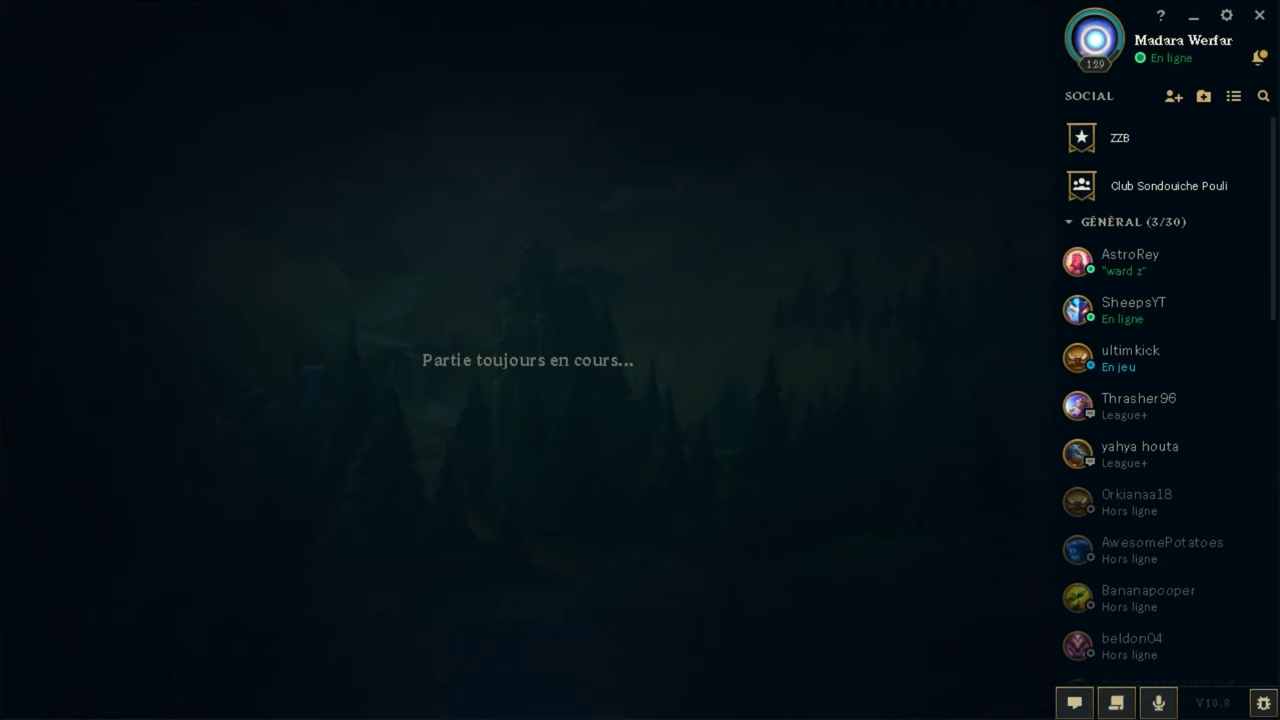 ?
Madara Werfar
129
En ligne
SOCIAL
ZZB
Club Sondouiche Pouli
GÉNÉRAL (3/30)
AstroRey
"ward z"
SheepsYT
En ligne
ultimkick
En jeu
Partie toujours en cours...
Thrasher96
League+
yahya houta
League+
Orkianaa18
Hors ligne
AwesomePotatoes
Hors ligne
Bananapooper
Hors ligne
beldon04
Hors ligne
V10.8